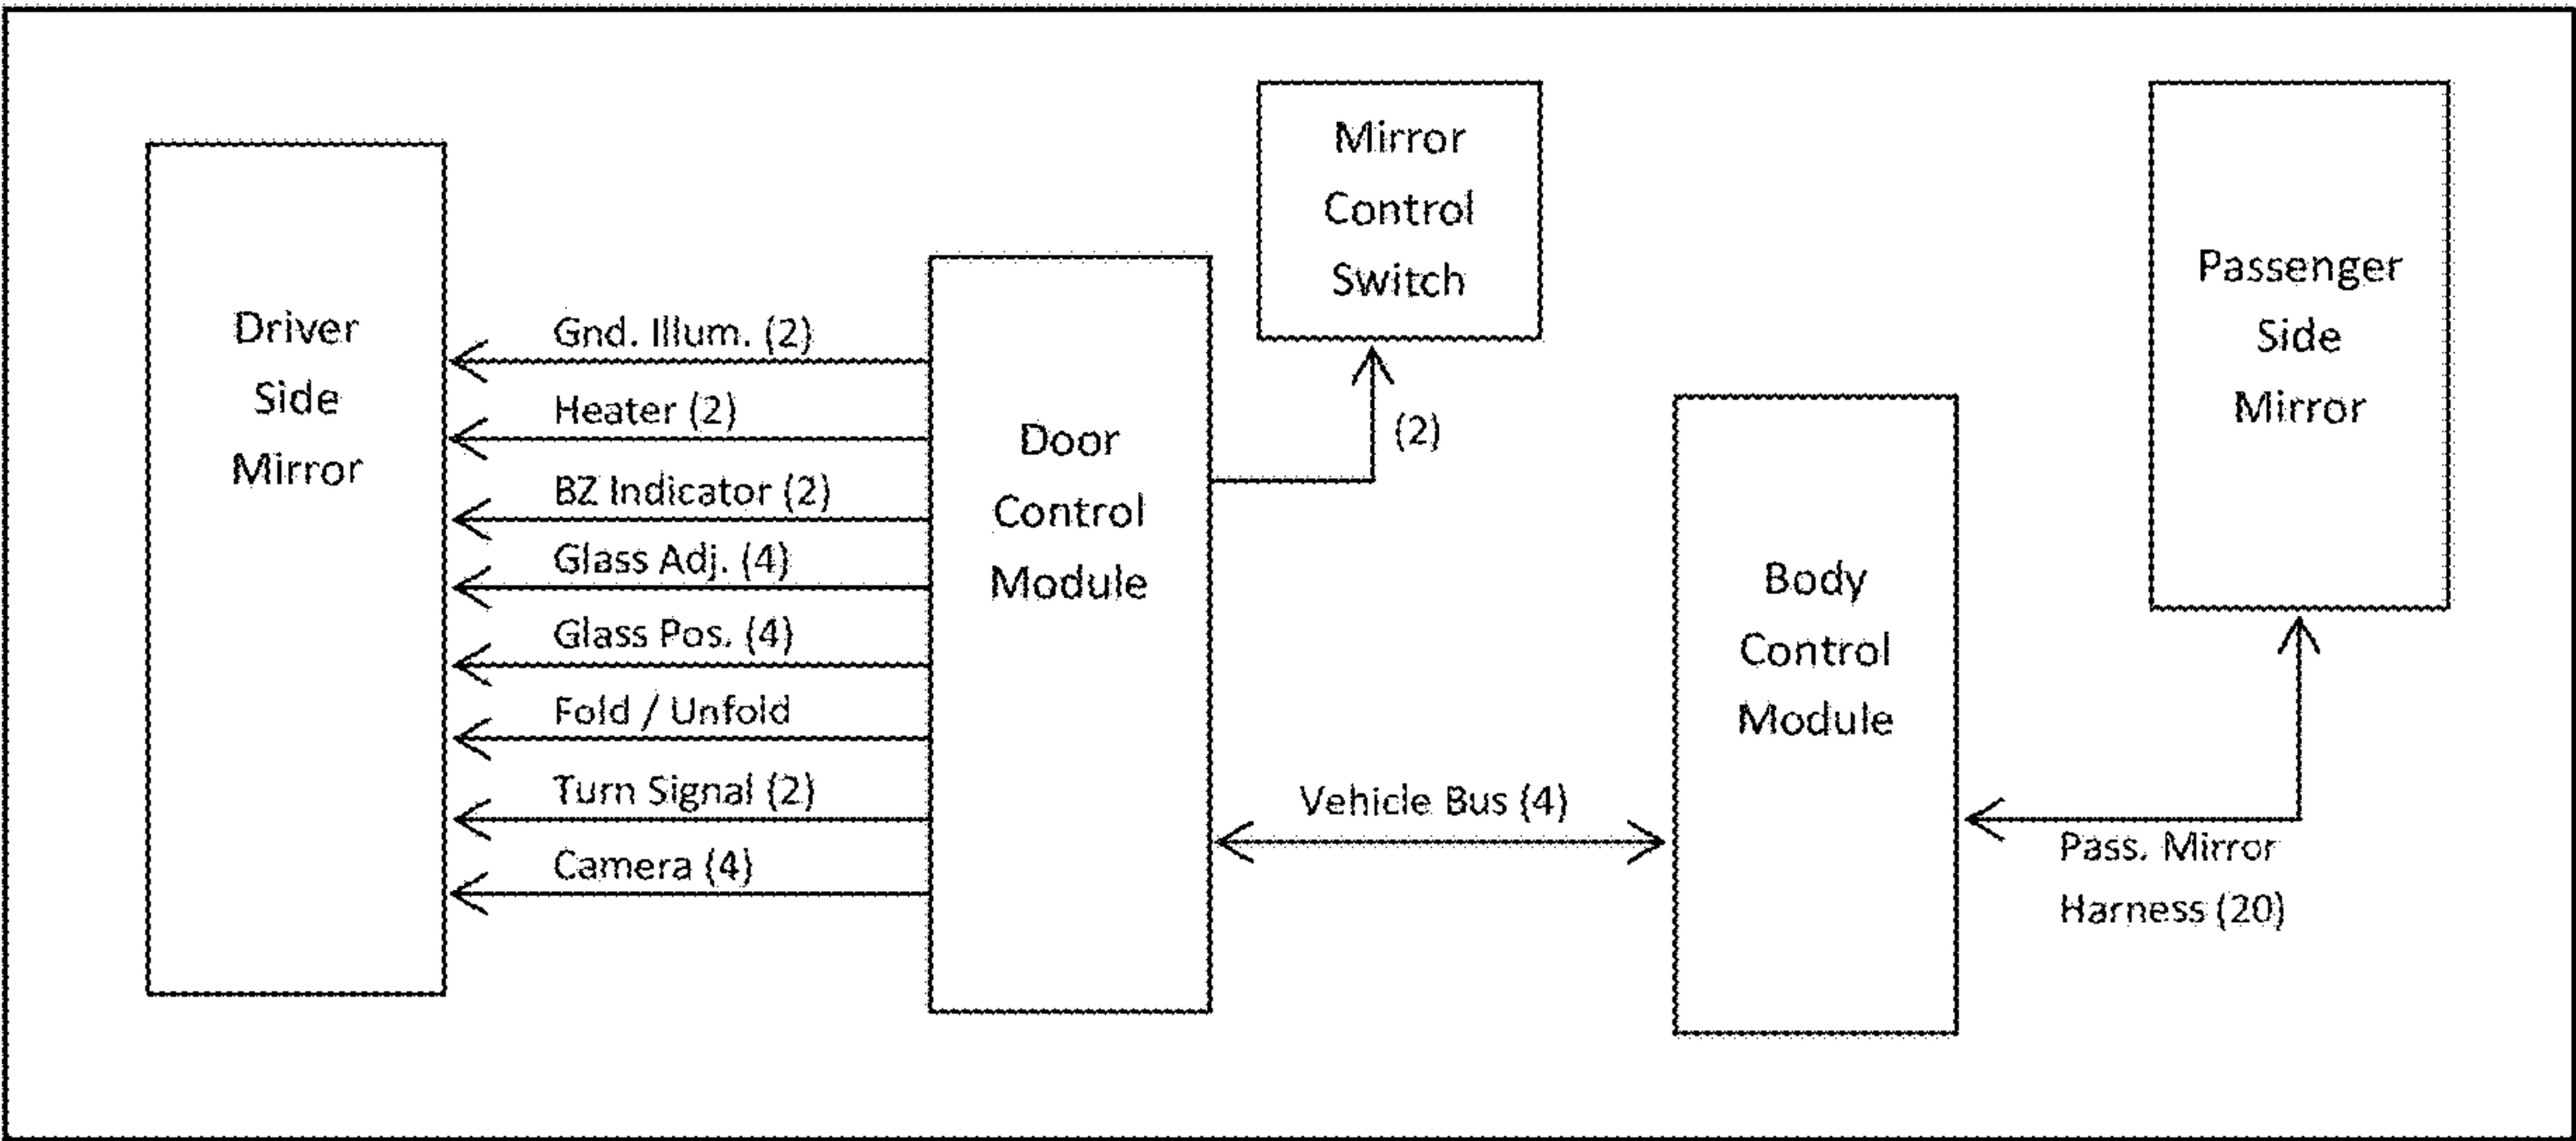 Driver
Side
Mirror
Gnd. Illum. (2)
Heater (2)
BZ Indicator (2)
Glass Adj. (4)
Glass Pos. (4)
Fold / Unfold
Turn Signal (2)
Camera (4)
Door
Control
Module
Mirror
Control
Switch
(2)
Vehicle Bus (4)
Body
Control
Module
Passenger
Side
Mirror
Pass. Mirror
Harness (20)